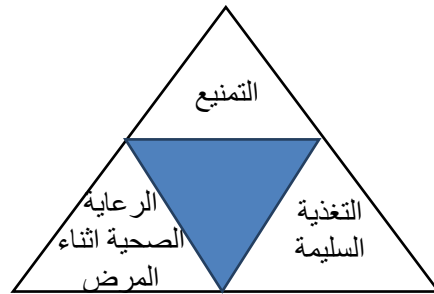 التمنيع
التغذية
السليمة
الرعاية
الصحية اثناء
المرض